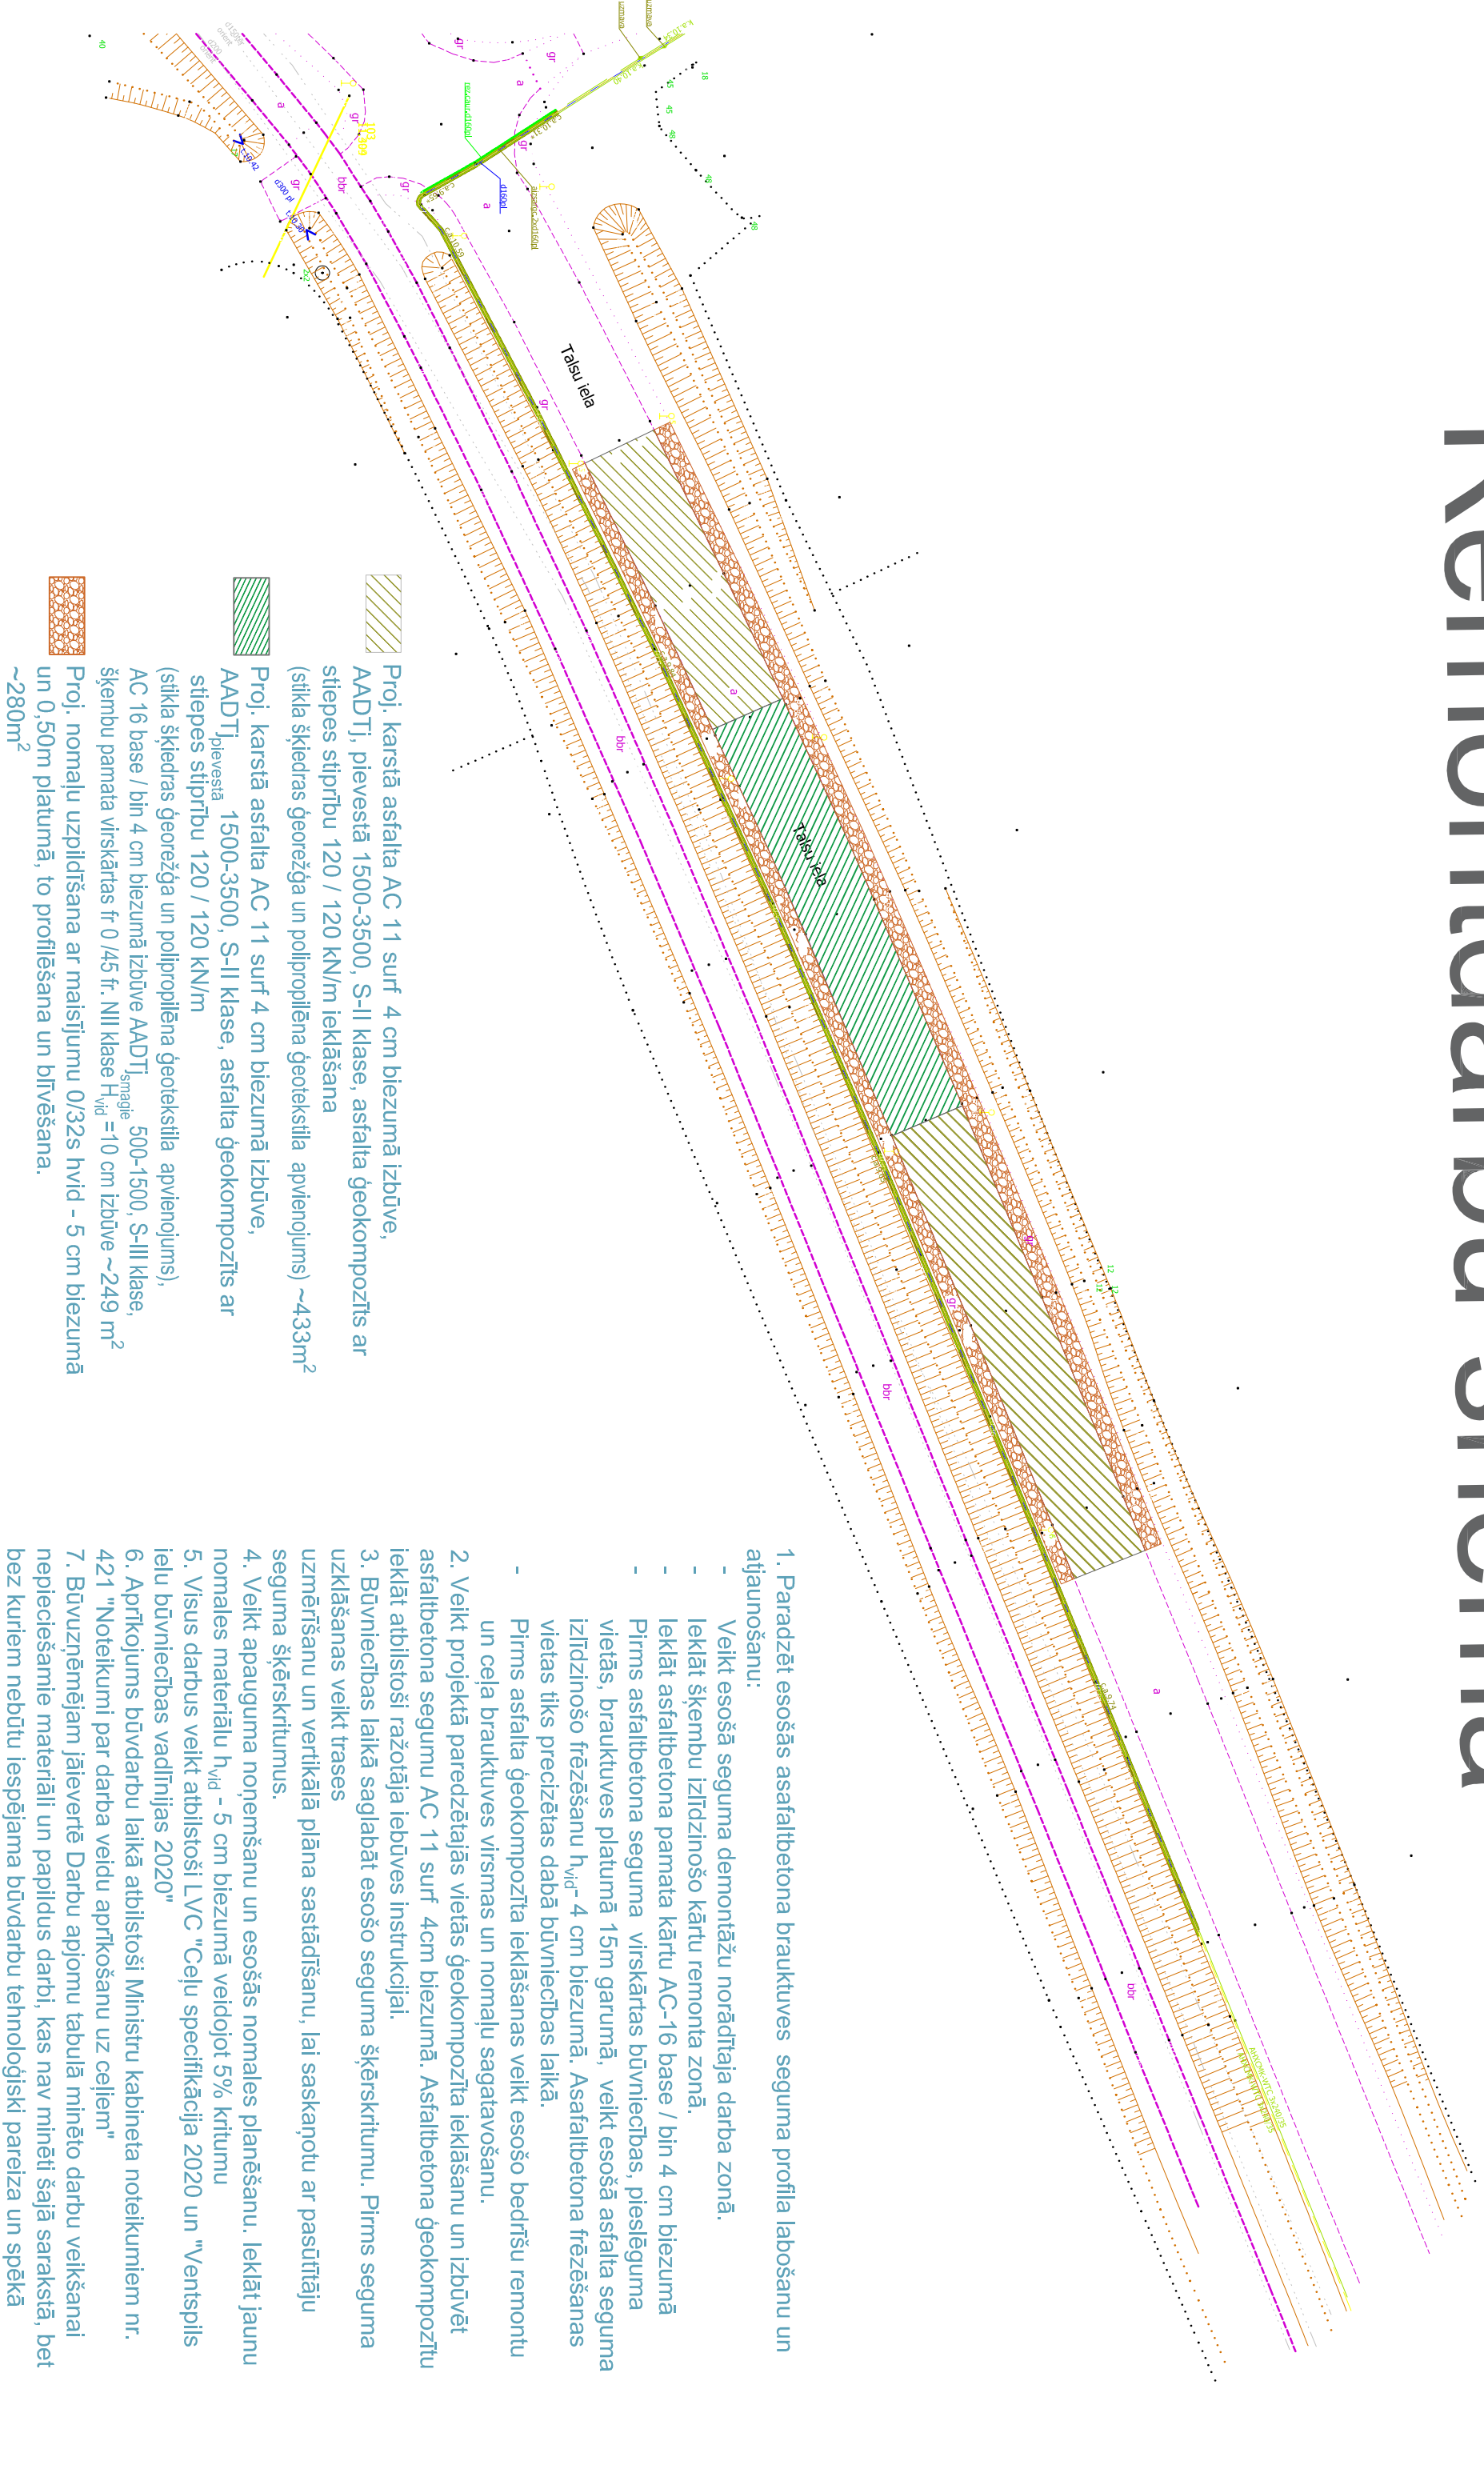 Remontdarbu shēma
Talsu iela
Talsu iela
Proj. karstā asfalta AC 11 surf 4 cm biezumā izbūve,
AADTj, pievestā 1500-3500, S-II klase, asfalta ģeokompozīts ar
stiepes stiprību 120 / 120 kN/m ieklāšana
(stikla šķiedras ģeorežģa un polipropilēna ģeotekstila apvienojums) ~433m2
Proj. karstā asfalta AC 11 surf 4 cm biezumā izbūve,
AADTj pievestā 1500-3500, S-II klase, asfalta ģeokompozīts ar
stiepes stiprību 120 / 120 kN/m
(stikla šķiedras ģeorežģa un polipropilēna ģeotekstila apvienojums),
AC 16 base / bin 4 cm biezumā izbūve AADTj smagie 500-1500, S-III klase,
šķembu pamata virskārtas fr 0 /45 fr. NII klase Hvid =10 cm izbūve ~249 m2
Proj. nomaļu uzpildīšana ar maisījumu 0/32s hvid - 5 cm biezumā
un 0,50m platumā, to profilēšana un blīvēšana.
~280m2
1. Paradzēt esošās asafaltbetona brauktuves seguma profila labošanu un
atjaunošanu:
- Veikt esošā seguma demontāžu norādītaja darba zonā.
- Ieklāt šķembu izlīdzinošo kārtu remonta zonā.
- Ieklāt asfaltbetona pamata kārtu AC-16 base / bin 4 cm biezumā
- Pirms asfaltbetona seguma virskārtas būvniecības, pieslēguma
vietās, brauktuves platumā 15m garumā, veikt esošā asfalta seguma
izlīdzinošo frēzēšanu hvid- 4 cm biezumā. Asafaltbetona frēzēšanas
vietas tiks precizētas dabā būvniecības laikā.
- Pirms asfalta ģeokompozīta ieklāšanas veikt esošo bedrīšu remontu
un ceļa brauktuves virsmas un nomaļu sagatavošanu.
2. Veikt projektā paredzētajās vietās ģeokompozīta ieklāšanu un izbūvēt
asfaltbetona segumu AC 11 surf 4cm biezumā. Asfaltbetona ģeokompozītu
ieklāt atbilstoši ražotāja iebūves instrukcijai.
3. Būvniecības laikā saglabāt esošo seguma šķērskritumu. Pirms seguma
uzklāšanas veikt trases
uzmērīšanu un vertikālā plāna sastādīšanu, lai saskaņotu ar pasūtītāju
seguma šķērskritumus.
4. Veikt apauguma noņemšanu un esošās nomales planēšanu. Ieklāt jaunu
nomales materiālu hvid - 5 cm biezumā veidojot 5% kritumu
5. Visus darbus veikt atbilstoši LVC "Ceļu specifikācija 2020 un "Ventspils
ielu būvniecības vadlīnijas 2020"
6. Aprīkojums būvdarbu laikā atbilstoši Ministru kabineta noteikumiem nr.
421 "Noteikumi par darba veidu aprīkošanu uz ceļiem"
7. Būvuzņēmējam jāievertē Darbu apjomu tabulā minēto darbu veikšanai
nepieciešamie materiāli un papildus darbi, kas nav minēti šajā sarakstā, bet
bez kuriem nebūtu iespējama būvdarbu tehnoloģiski pareiza un spēkā